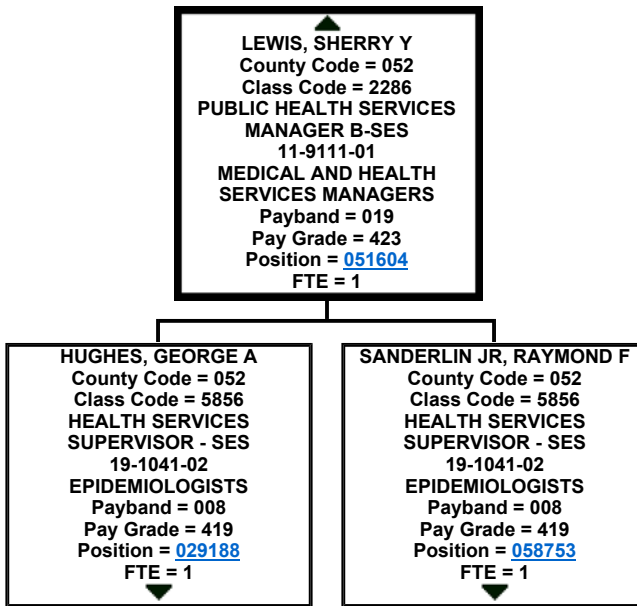 LEWIS, SHERRY Y
County Code = 052
Class Code = 2286
PUBLIC HEALTH SERVICES
MANAGER B-SES
11-9111-01
MEDICAL AND HEALTH
SERVICES MANAGERS
Payband = 019
Pay Grade = 423
Position = 051604
FTE = 1
HUGHES, GEORGE A
County Code = 052
Class Code = 5856
HEALTH SERVICES
SUPERVISOR - SES
19-1041-02
EPIDEMIOLOGISTS
Payband = 008
Pay Grade = 419
Position = 029188
FTE = 1
SANDERLIN JR, RAYMOND F
County Code = 052
Class Code = 5856
HEALTH SERVICES
SUPERVISOR - SES
19-1041-02
EPIDEMIOLOGISTS
Payband = 008
Pay Grade = 419
Position = 058753
FTE = 1